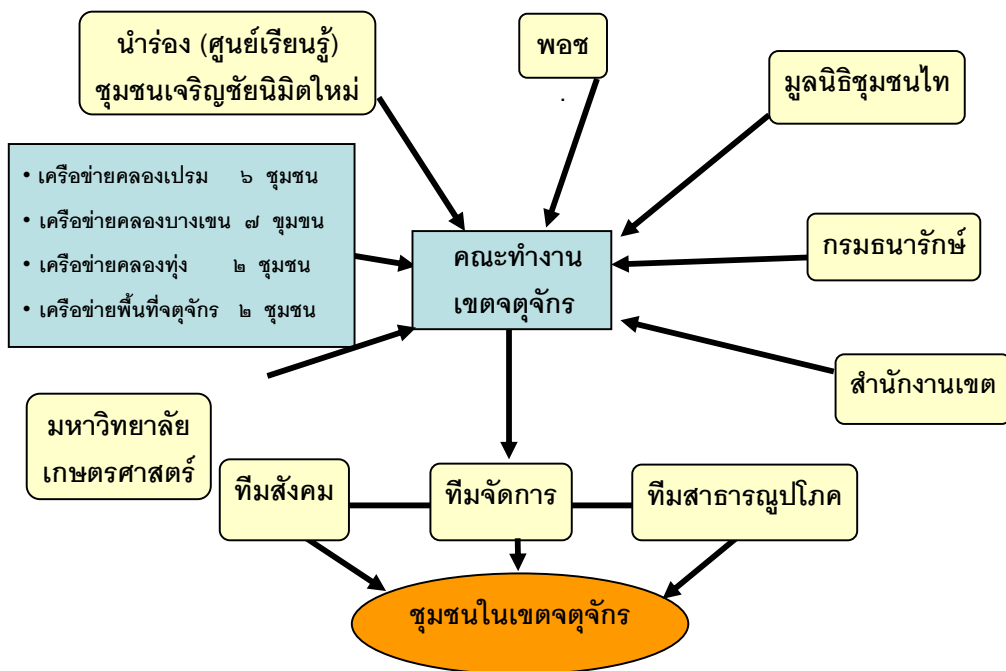 นำร่อง (ศูนย์เรียนรู้)
ชุมชนเจริญชัยนิมิตใหม่
พอช
มูลนิธิชุมชนไท
• เครือข่ายคลองเปรม ๖ ชุมชน
• เครือข่ายคลองบางเขน ๗ ขุมขน
• เครือข่ายคลองทุ่ง ๒ ชุมชน
• เครือข่ายพื้นที่จตุจักร ๒ ชุมชน
คณะทำงาน
เขตจตุจักร
กรมธนารักษ์
สำนักงานเขต
มหาวิทยาลัย
เกษตรศาสตร์
ทีมสังคม
ทีมจัดการ
ทีมสาธารณูปโภค
ชุมชนในเขตจตุจักร